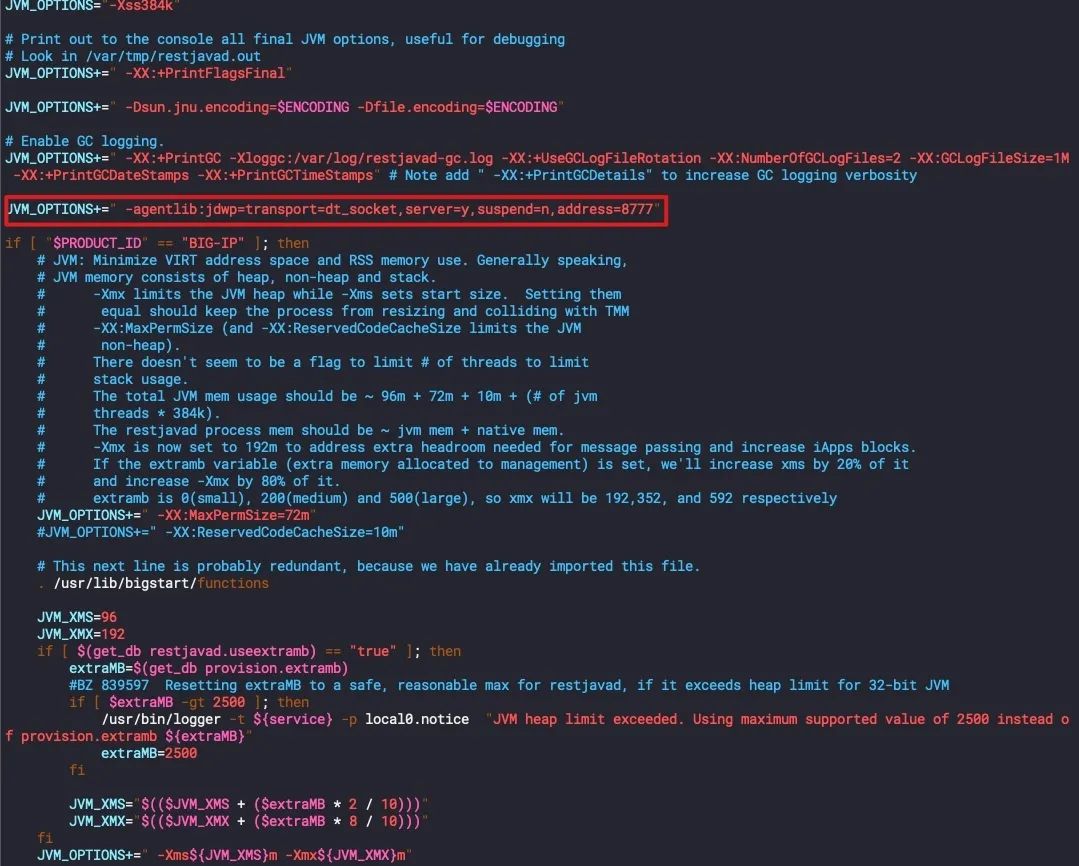 JVM_OPTIONS="-Xss384k"
# Print out to the console all final JVM options, useful for debugging
# Look in /var/tmp/restjavad.out
JVM_OPTIONS+=" -XX:+PrintFlagsFinal"
JVM_OPTIONS+=" -Dsun.jnu.encoding=$ENCODING -Dfile.encoding=$ENCODING"
# Enable GC logging.
JVM_OPTIONS+=" -XX:+PrintGC -Xloggc:/var/log/restjavad-gc.log -XX:+UseGCLogFileRotation -XX:NumberOfGCLogFiles=2 -XX:GCLogFileSize=1M
-XX:+PrintGCDateStamps -XX:+PrintGCTimeStamps" # Note add " -XX:+PrintGCDetails" to increase GC logging verbosity
JVM_OPTIONS+=" -agentlib:jdwp=transport=dt_socket,server=y,suspend=n,address=8777"
if [ "$PRODUCT_ID" == "BIG-IP" ]; then
# JVM: Minimize VIRT address space and RSS memory use. Generally speaking,
# JVM memory consists of heap, non-heap and stack.
# -Xmx limits the JVM heap while -Xms sets start size. Setting them
# equal should keep the process from resizing and colliding with TMM
# -XX:MaxPermSize (and -XX:ReservedCodeCacheSize limits the JVM
# non-heap).
# There doesn't seem to be a flag to limit # of threads to limit
# stack usage.
# The total JVM mem usage should be ~ 96m + 72m + 10m + (# of jvm
# threads * 384k).
# The restjavad process mem should be ~ jvm mem + native mem.
# -Xmx is now set to 192m to address extra headroom needed for message passing and increase iApps blocks.
# If the extramb variable (extra memory allocated to management) is set, we'll increase xms by 20% of it
# and increase -Xmx by 80% of it.
# extramb is 0(small), 200(medium) and 500(large), so xmx will be 192,352, and 592 respectively
JVM_OPTIONS+=" -XX:MaxPermSize=72m"
#JVM_OPTIONS+=" -XX:ReservedCodeCacheSize=10m"
# This next line is probably redundant, because we have already imported this file.
. /usr/lib/bigstart/functions
JVM_XMS=96
JVM_XMX=192
if [ $(get_db restjavad.useextramb) == "true" ]; then
extraMB=$(get_db provision.extramb)
#BZ 839597 Resetting extraMB to a safe, reasonable max for restjavad, if it exceeds heap limit for 32-bit JVM
if [ $extraMB -gt 2500 ]; then
/usr/bin/logger -t ${service} -p local0.notice "JVM heap limit exceeded. Using maximum supported value of 2500 instead o
f provision.extramb ${extraMB}"
extraMB=2500
fi
JVM_XMS="$(($JVM_XMS + ($extraMB * 2 / 10)))"
JVM_XMX="$(($JVM_XMX + ($extraMB * 8 / 10)))"
fi
JVM_OPTIONS+=" -Xms${JVM_XMS}m -Xmx${JVM_XMX}m"